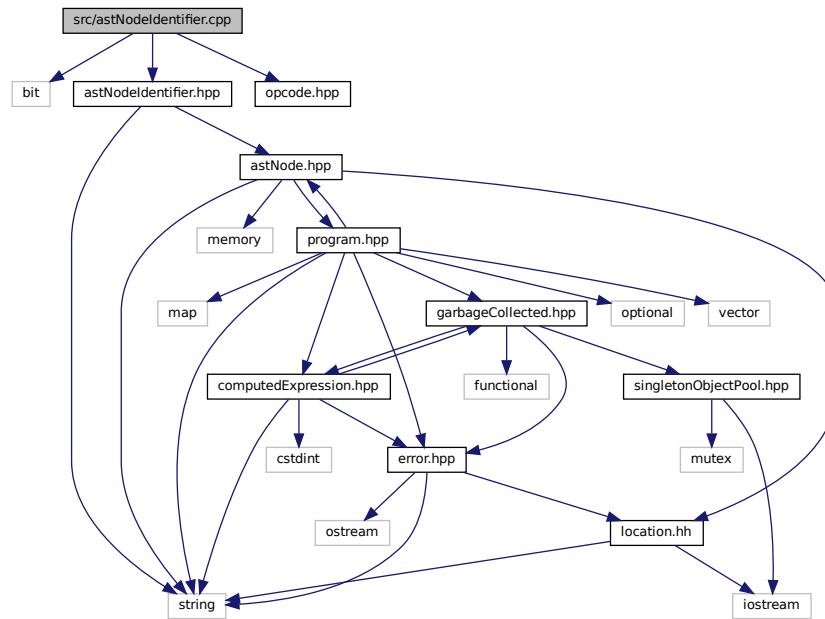 src/astNodeIdentifier.cpp
bit
astNodeIdentifier.hpp
opcode.hpp
astNode.hpp
memory
program.hpp
map
garbageCollected.hpp
optional
vector
computedExpression.hpp
functional
singletonObjectPool.hpp
cstdint
error.hpp
mutex
ostream
location.hh
string
iostream